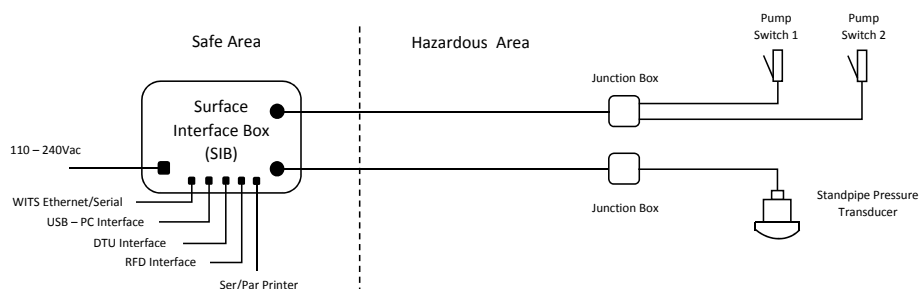 Safe Area
Hazardous Area
Pump
Switch 1
Pump
Switch 2
Junction Box
Surface
Interface Box
(SIB)
110 – 240Vac
WITS Ethernet/Serial
USB – PC Interface
DTU Interface
RFD Interface
Ser/Par Printer
Junction Box
Standpipe Pressure
Transducer